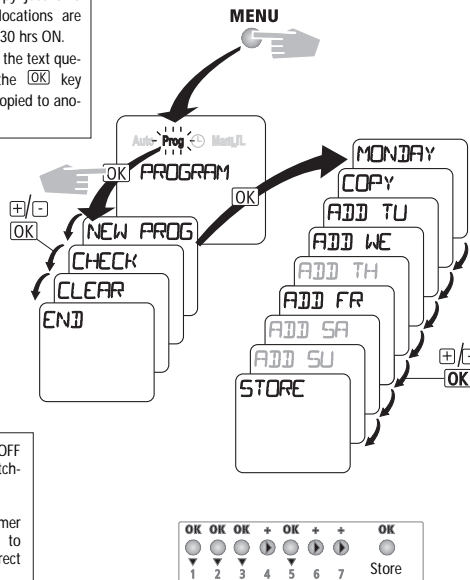 locations are
30 hrs ON.
the text que-
the OK key
opied to ano-
MENU
Auto Prog Man/fl.
PROGRAM
OK
OK
+/-
OK
NEW PROG
CHECK
CLEAR
END
MONDAY
COPY
ADD TU
ADD WE
ADD TH
ADD FR
ADD SA
ADD SU
STORE
+/-
OK
OFF
tch-
mer
to
rect
OK OK OK + OK + + OK
1 2 3 4 5 6 7 Store